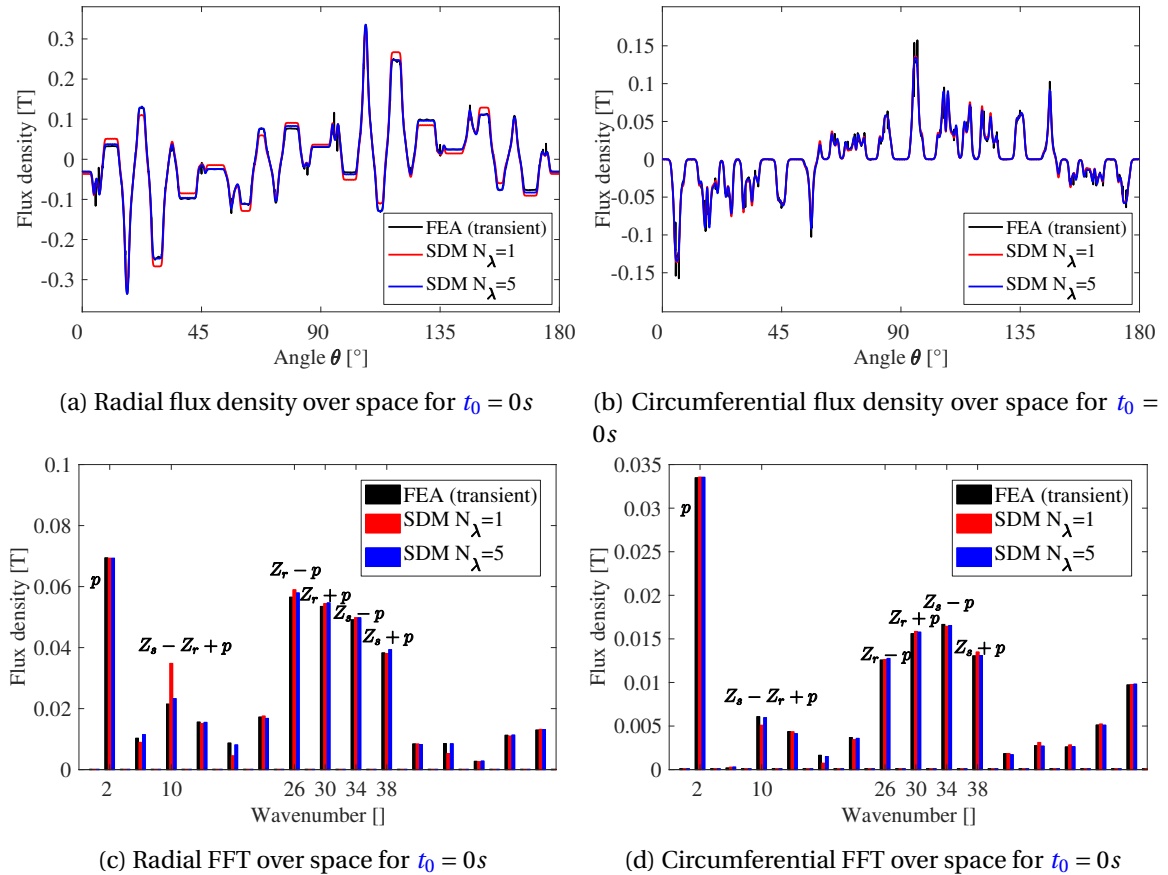 0.3
0.2
0.1
0
-0.1
-0.2
-0.3
Flux density [T]
FEA (transient)
SDM N_λ=1
SDM N_λ=5
0 45 90 135 180
Angle θ [°]
(a) Radial flux density over space for t₀ = 0s
0.15
0.1
0.05
0
-0.05
-0.1
-0.15
Flux density [T]
FEA (transient)
SDM N_λ=1
SDM N_λ=5
0 45 90 135 180
Angle θ [°]
(b) Circumferential flux density over space for t₀ =
0s
0.1
0.08
0.06
0.04
0.02
0
Flux density [T]
FEA (transient)
SDM N_λ=1
SDM N_λ=5
p
Z_s − Z_r + p
Z_r − p
Z_r + p
Z_s − p
Z_s + p
2 10 26 30 34 38
Wavenumber []
(c) Radial FFT over space for t₀ = 0s
0.035
0.03
0.025
0.02
0.015
0.01
0.005
0
Flux density [T]
FEA (transient)
SDM N_λ=1
SDM N_λ=5
p
Z_s − Z_r + p
Z_r − p
Z_r + p
Z_s − p
Z_s + p
2 10 26 30 34 38
Wavenumber []
(d) Circumferential FFT over space for t₀ = 0s